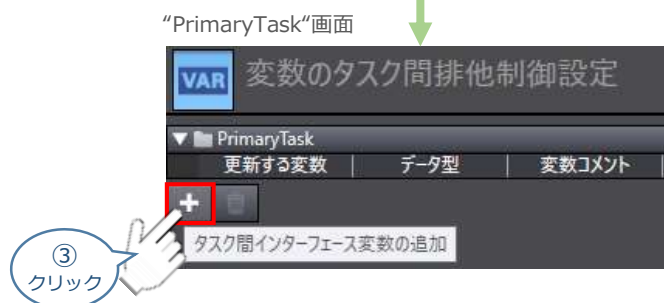 “PrimaryTask“画面
VAR 変数のタスク間排他制御設定
▼ PrimaryTask
更新する変数 | データ型 | 変数コメント |
+
タスク間インターフェース変数の追加
③
クリック